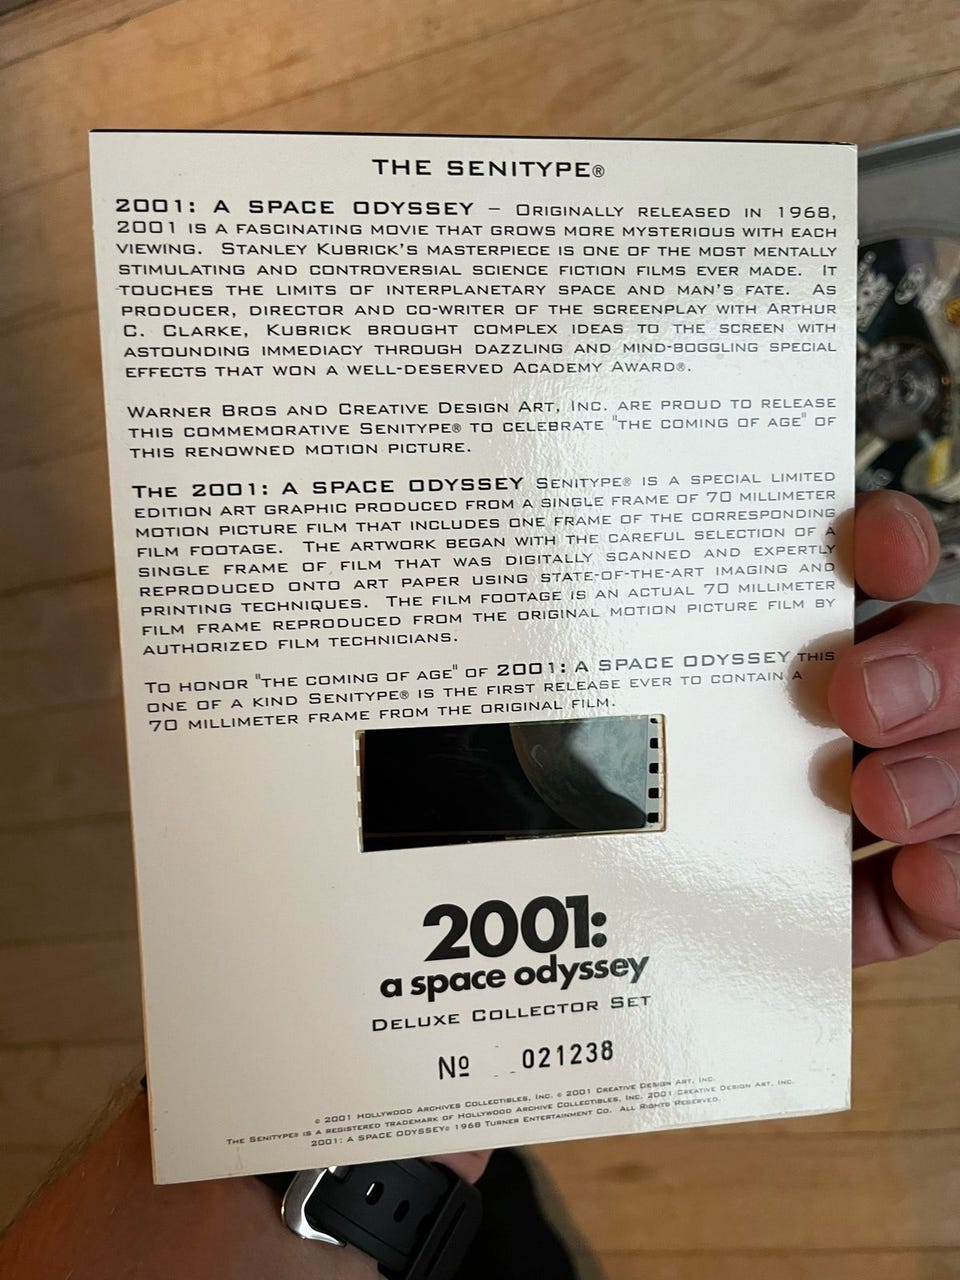 THE SENITYPE®
2001: A SPACE ODYSSEY – ORIGINALLY RELEASED IN 1968,
2001 IS A FASCINATING MOVIE THAT GROWS MORE MYSTERIOUS WITH EACH
VIEWING. STANLEY KUBRICK'S MASTERPIECE IS ONE OF THE MOST MENTALLY
STIMULATING AND CONTROVERSIAL SCIENCE FICTION FILMS EVER MADE. IT
TOUCHES THE LIMITS OF INTERPLANETARY SPACE AND MAN'S FATE. AS
PRODUCER, DIRECTOR AND CO-WRITER OF THE SCREENPLAY WITH ARTHUR
C. CLARKE, KUBRICK BROUGHT COMPLEX IDEAS TO THE SCREEN WITH
ASTOUNDING IMMEDIACY THROUGH DAZZLING AND MIND-BOGGLING SPECIAL
EFFECTS THAT WON A WELL-DESERVED ACADEMY AWARD®.
WARNER BROS AND CREATIVE DESIGN ART, INC. ARE PROUD TO RELEASE
THIS COMMEMORATIVE SENITYPE® TO CELEBRATE "THE COMING OF AGE" OF
THIS RENOWNED MOTION PICTURE.
THE 2001: A SPACE ODYSSEY SENITYPE® IS A SPECIAL LIMITED
EDITION ART GRAPHIC PRODUCED FROM A SINGLE FRAME OF 70 MILLIMETER
MOTION PICTURE FILM THAT INCLUDES ONE FRAME OF THE CORRESPONDING
FILM FOOTAGE. THE ARTWORK BEGAN WITH THE CAREFUL SELECTION OF A
SINGLE FRAME OF FILM THAT WAS DIGITALLY SCANNED AND EXPERTLY
REPRODUCED ONTO ART PAPER USING STATE-OF-THE-ART IMAGING AND
PRINTING TECHNIQUES. THE FILM FOOTAGE IS AN ACTUAL 70 MILLIMETER
FILM FRAME REPRODUCED FROM THE ORIGINAL MOTION PICTURE FILM BY
AUTHORIZED FILM TECHNICIANS.
TO HONOR "THE COMING OF AGE" OF 2001: A SPACE ODYSSEY THIS
ONE OF A KIND SENITYPE® IS THE FIRST RELEASE EVER TO CONTAIN A
70 MILLIMETER FRAME FROM THE ORIGINAL FILM.
2001:
a space odyssey
DELUXE COLLECTOR SET
Nº 021238
© 2001 HOLLYWOOD ARCHIVES COLLECTIBLES, INC. © 2001 CREATIVE DESIGN ART, INC.
THE SENITYPE® IS A REGISTERED TRADEMARK OF HOLLYWOOD ARCHIVE COLLECTIBLES, INC. 2001 CREATIVE DESIGN ART, INC.
2001: A SPACE ODYSSEY© 1968 TURNER ENTERTAINMENT CO. ALL RIGHTS RESERVED.